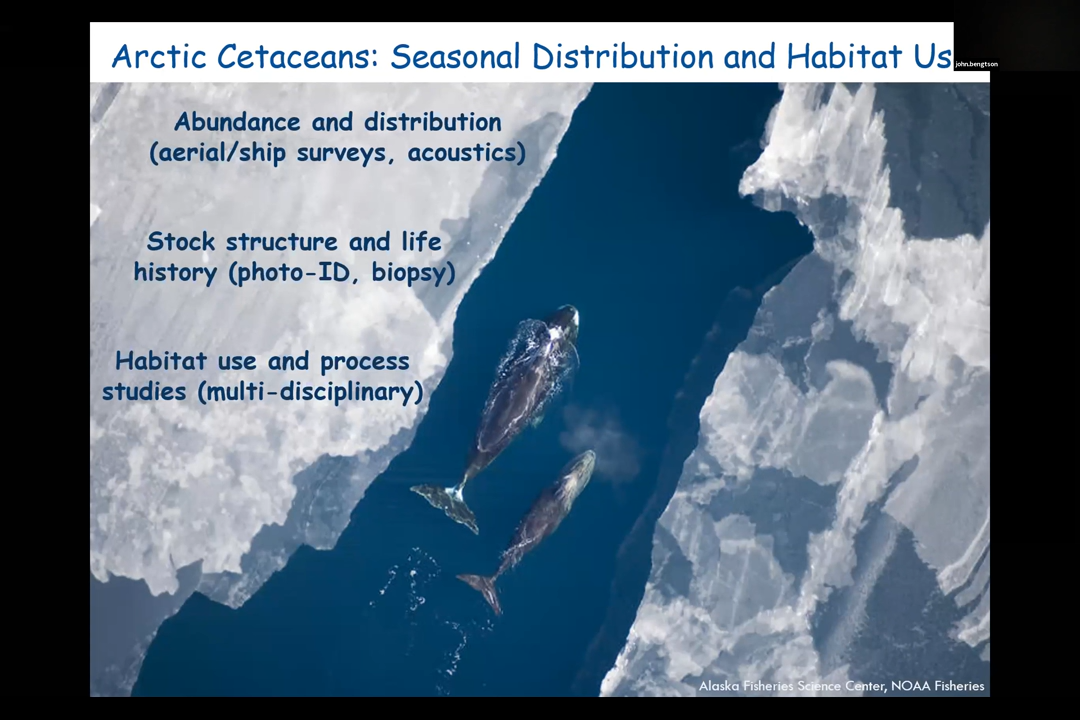 Arctic Cetaceans: Seasonal Distribution and Habitat Us
john.bengtson
Abundance and distribution
(aerial/ship surveys, acoustics)
Stock structure and life
history (photo-ID, biopsy)
Habitat use and process
studies (multi-disciplinary)
Alaska Fisheries Science Center, NOAA Fisheries